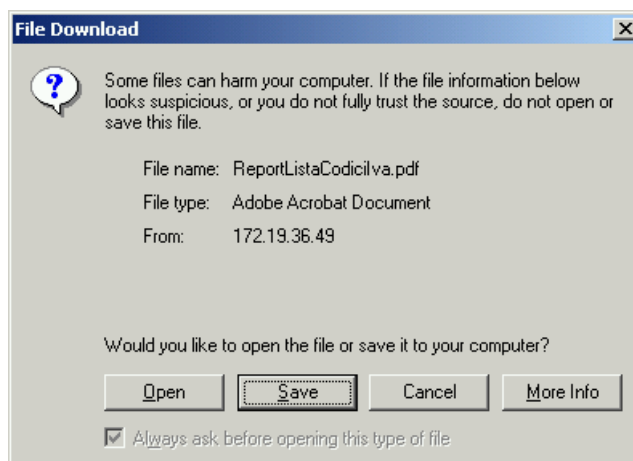 File Download
Some files can harm your computer. If the file information below
looks suspicious, or you do not fully trust the source, do not open or
save this file.
File name: ReportListaCodiciIva.pdf
File type: Adobe Acrobat Document
From: 172.19.36.49
Would you like to open the file or save it to your computer?
Open Save Cancel More Info
Always ask before opening this type of file